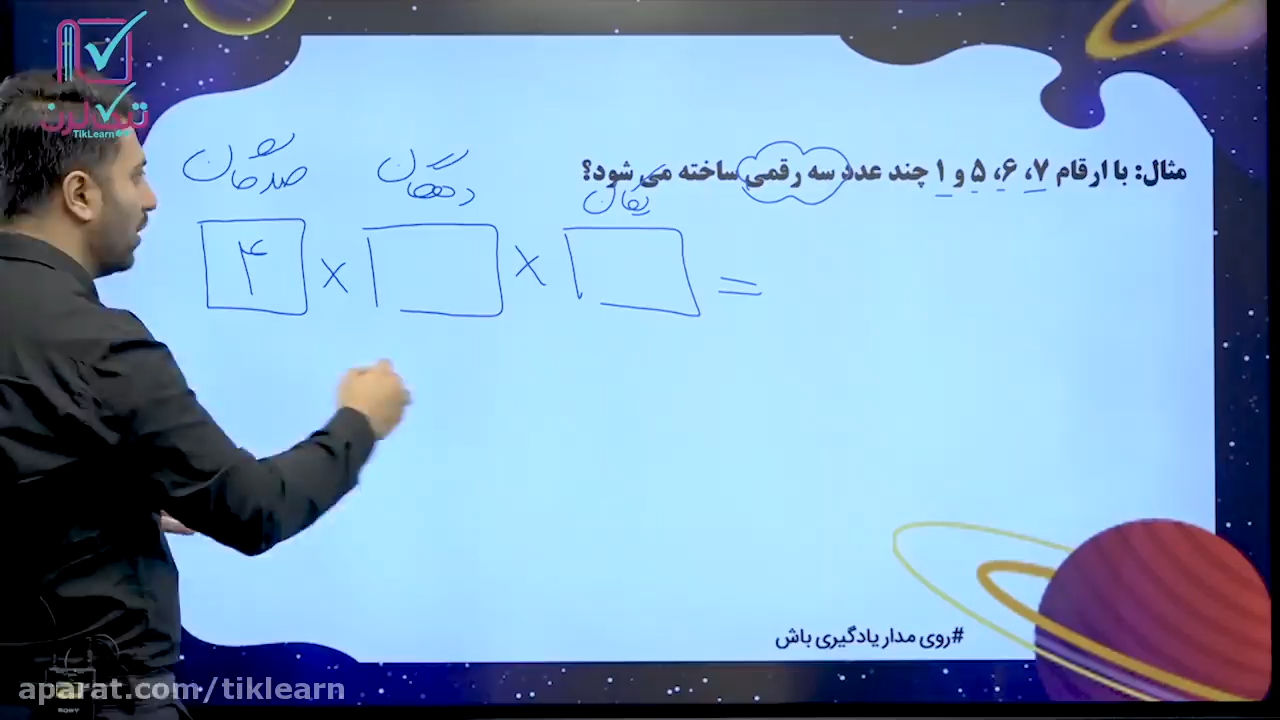 تیک لرن
TikLearn
مثال: با ارقام ۷، ۶، ۵ و ۱ چند عدد سه رقمی ساخته می شود؟
صدگان دهگان یکان
۴ × × =
#روی مدار یادگیری باش
aparat.com/tiklearn
SONY